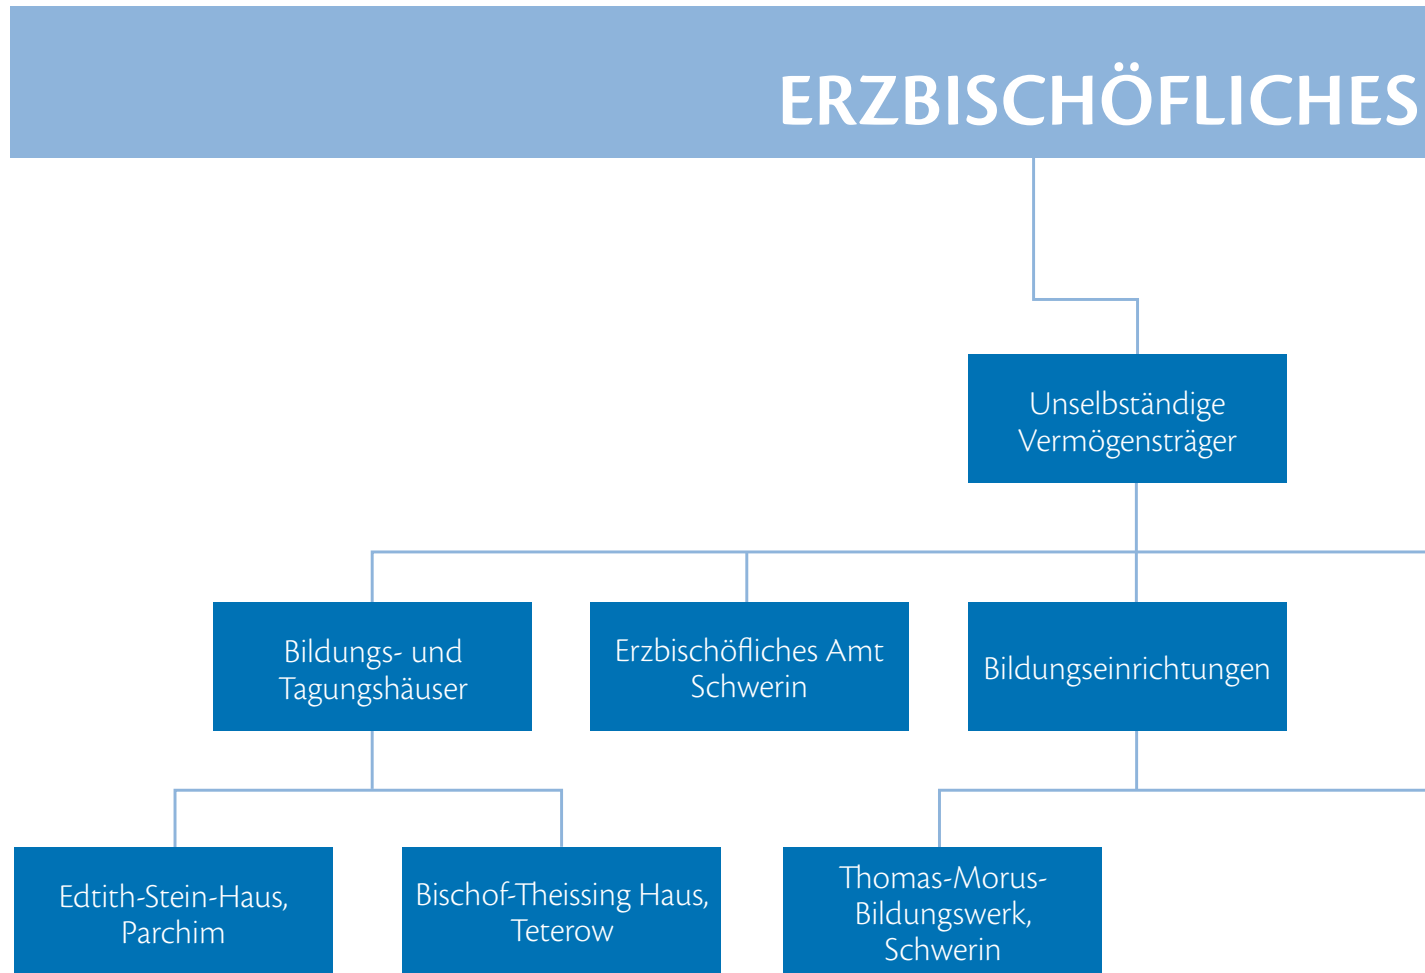 ERZBISCHÖFLICHES
Unselbständige
Vermögensträger
Bildungs- und
Tagungshäuser
Erzbischöfliches Amt
Schwerin
Bildungseinrichtungen
Edtith-Stein-Haus,
Parchim
Bischof-Theissing Haus,
Teterow
Thomas-Morus-
Bildungswerk,
Schwerin